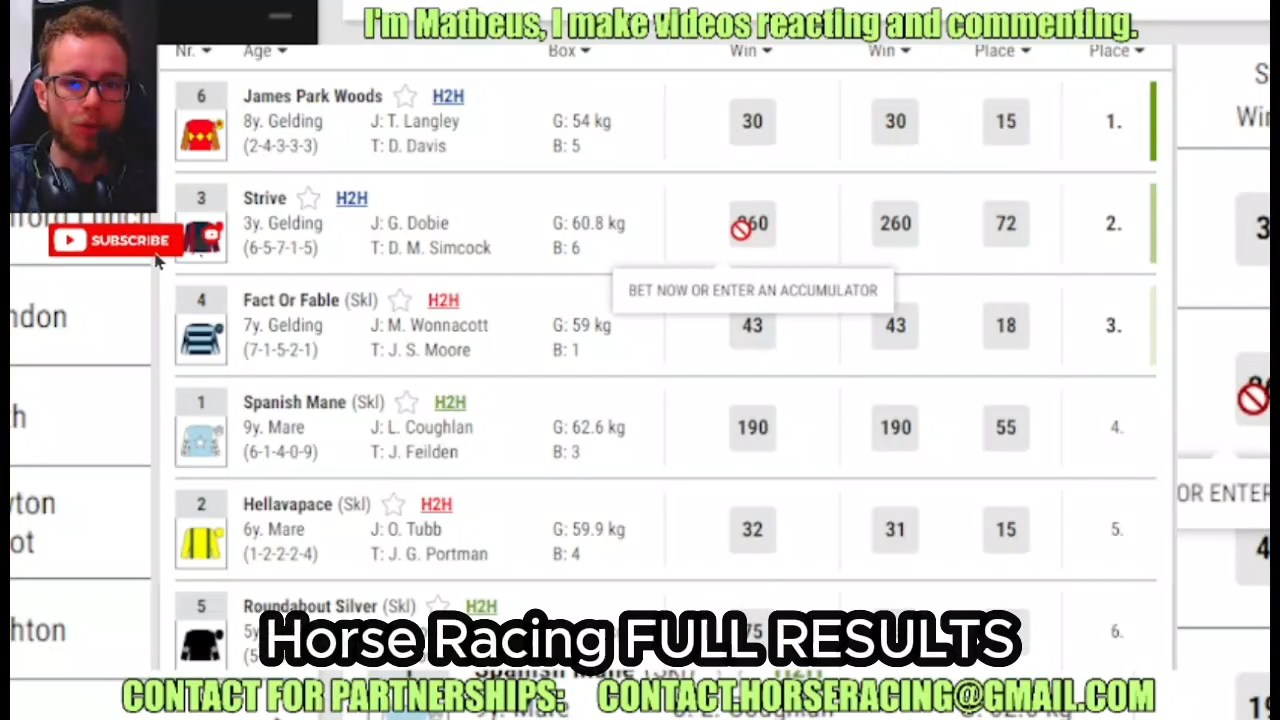 I'm Matheus, I make videos reacting and commenting.
Nr. Age Box Win Win Place Place
6 James Park Woods H2H
8y. Gelding J: T. Langley G: 54 kg 30 30 15 1.
(2-4-3-3-3) T: D. Davis B: 5
3 Strive H2H
3y. Gelding J: G. Dobie G: 60.8 kg 260 72 2.
SUBSCRIBE
(6-5-7-1-5) T: D. M. Simcock B: 6
BET NOW OR ENTER AN ACCUMULATOR
4 Fact Or Fable (Skl) H2H
7y. Gelding J: M. Wonnacott G: 59 kg 43 43 18 3.
(7-1-5-2-1) T: J. S. Moore B: 1
1 Spanish Mane (Skl) H2H
9y. Mare J: L. Coughlan G: 62.6 kg 190 190 55 4.
(6-1-4-0-9) T: J. Feilden B: 3
OR ENTER
2 Hellavapace (Skl) H2H
6y. Mare J: O. Tubb G: 59.9 kg 32 31 15 5.
(1-2-2-2-4) T: J. G. Portman B: 4
5 Roundabout Silver (Skl) H2H
6.
Horse Racing FULL RESULTS
CONTACT FOR PARTNERSHIPS: CONTACT.HORSERACING@GMAIL.COM